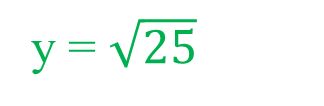 y = √25